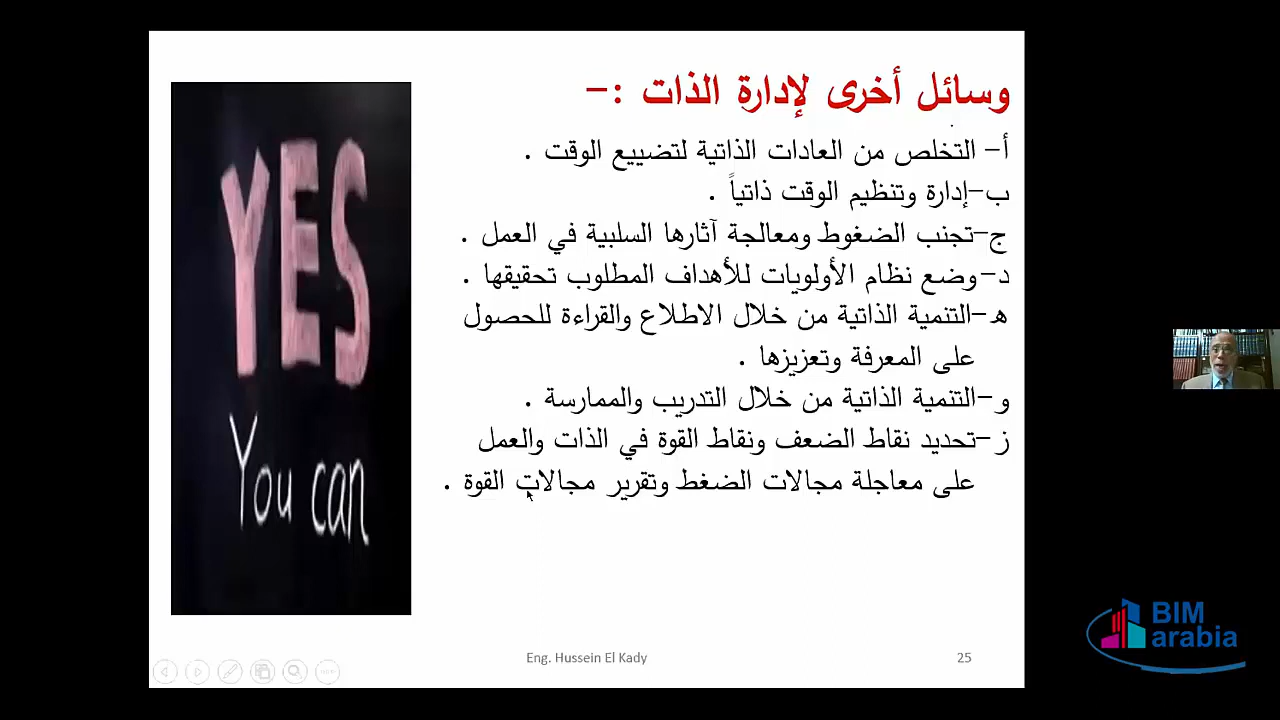 وسائل أخرى لإدارة الذات :-
أ- التخلص من العادات الذاتية لتضييع الوقت .
ب-إدارة وتنظيم الوقت ذاتياً .
ج-تجنب الضغوط ومعالجة آثارها السلبية في العمل .
د-وضع نظام الأولويات للأهداف المطلوب تحقيقها .
ه-التنمية الذاتية من خلال الاطلاع والقراءة للحصول
على المعرفة وتعزيزها .
و-التنمية الذاتية من خلال التدريب والممارسة .
ز-تحديد نقاط الضعف ونقاط القوة في الذات والعمل
على معاجلة مجالات الضغط وتقرير مجالات القوة .
YES
You can
Eng. Hussein El Kady
25
BIM
arabia